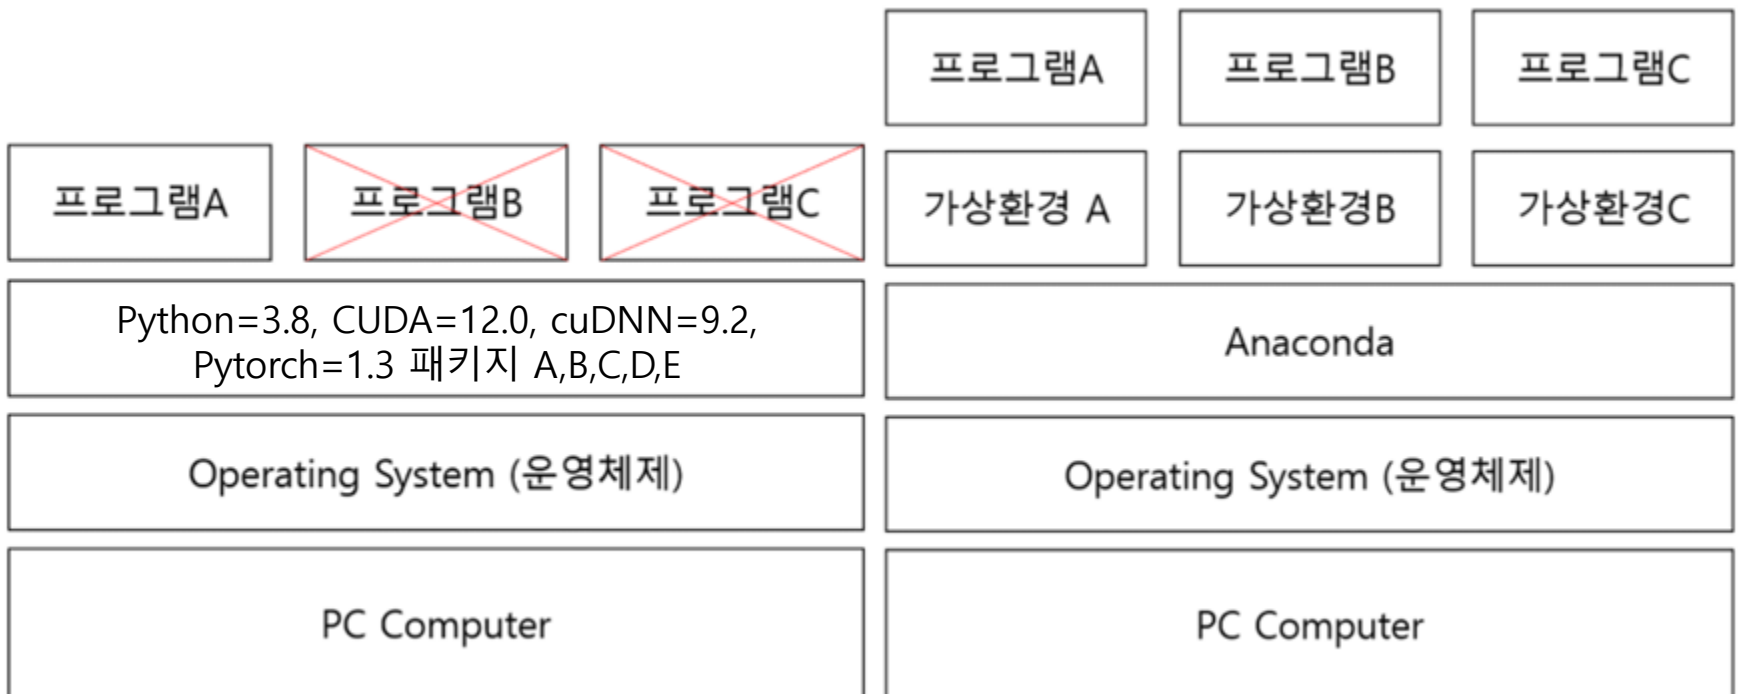 프로그램A
프로그램B
프로그램C
Python=3.8, CUDA=12.0, cuDNN=9.2,
Pytorch=1.3 패키지 A,B,C,D,E
Operating System (운영체제)
PC Computer
프로그램A
프로그램B
프로그램C
가상환경 A
가상환경B
가상환경C
Anaconda
Operating System (운영체제)
PC Computer